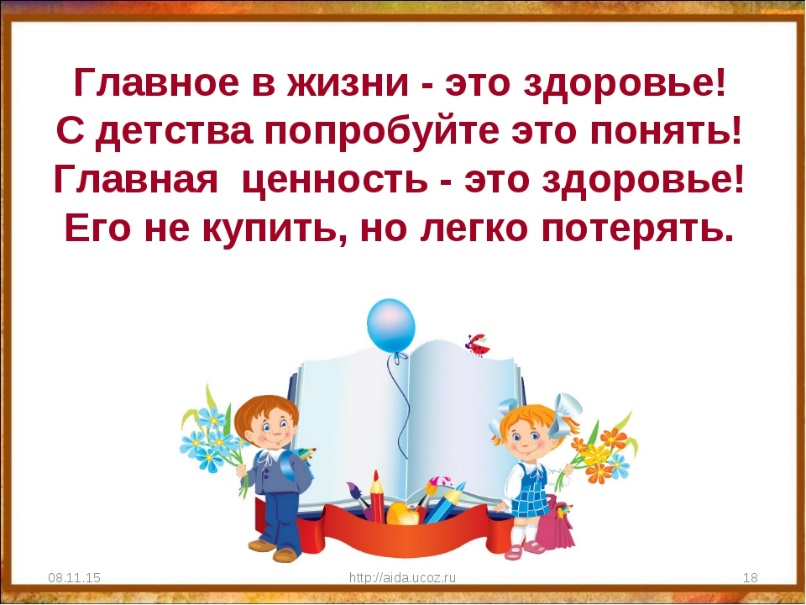 Главное в жизни - это здоровье!
С детства попробуйте это понять!
Главная  ценность - это здоровье!
Его не купить, но легко потерять.
08.11.15
http://aida.ucoz.ru
18